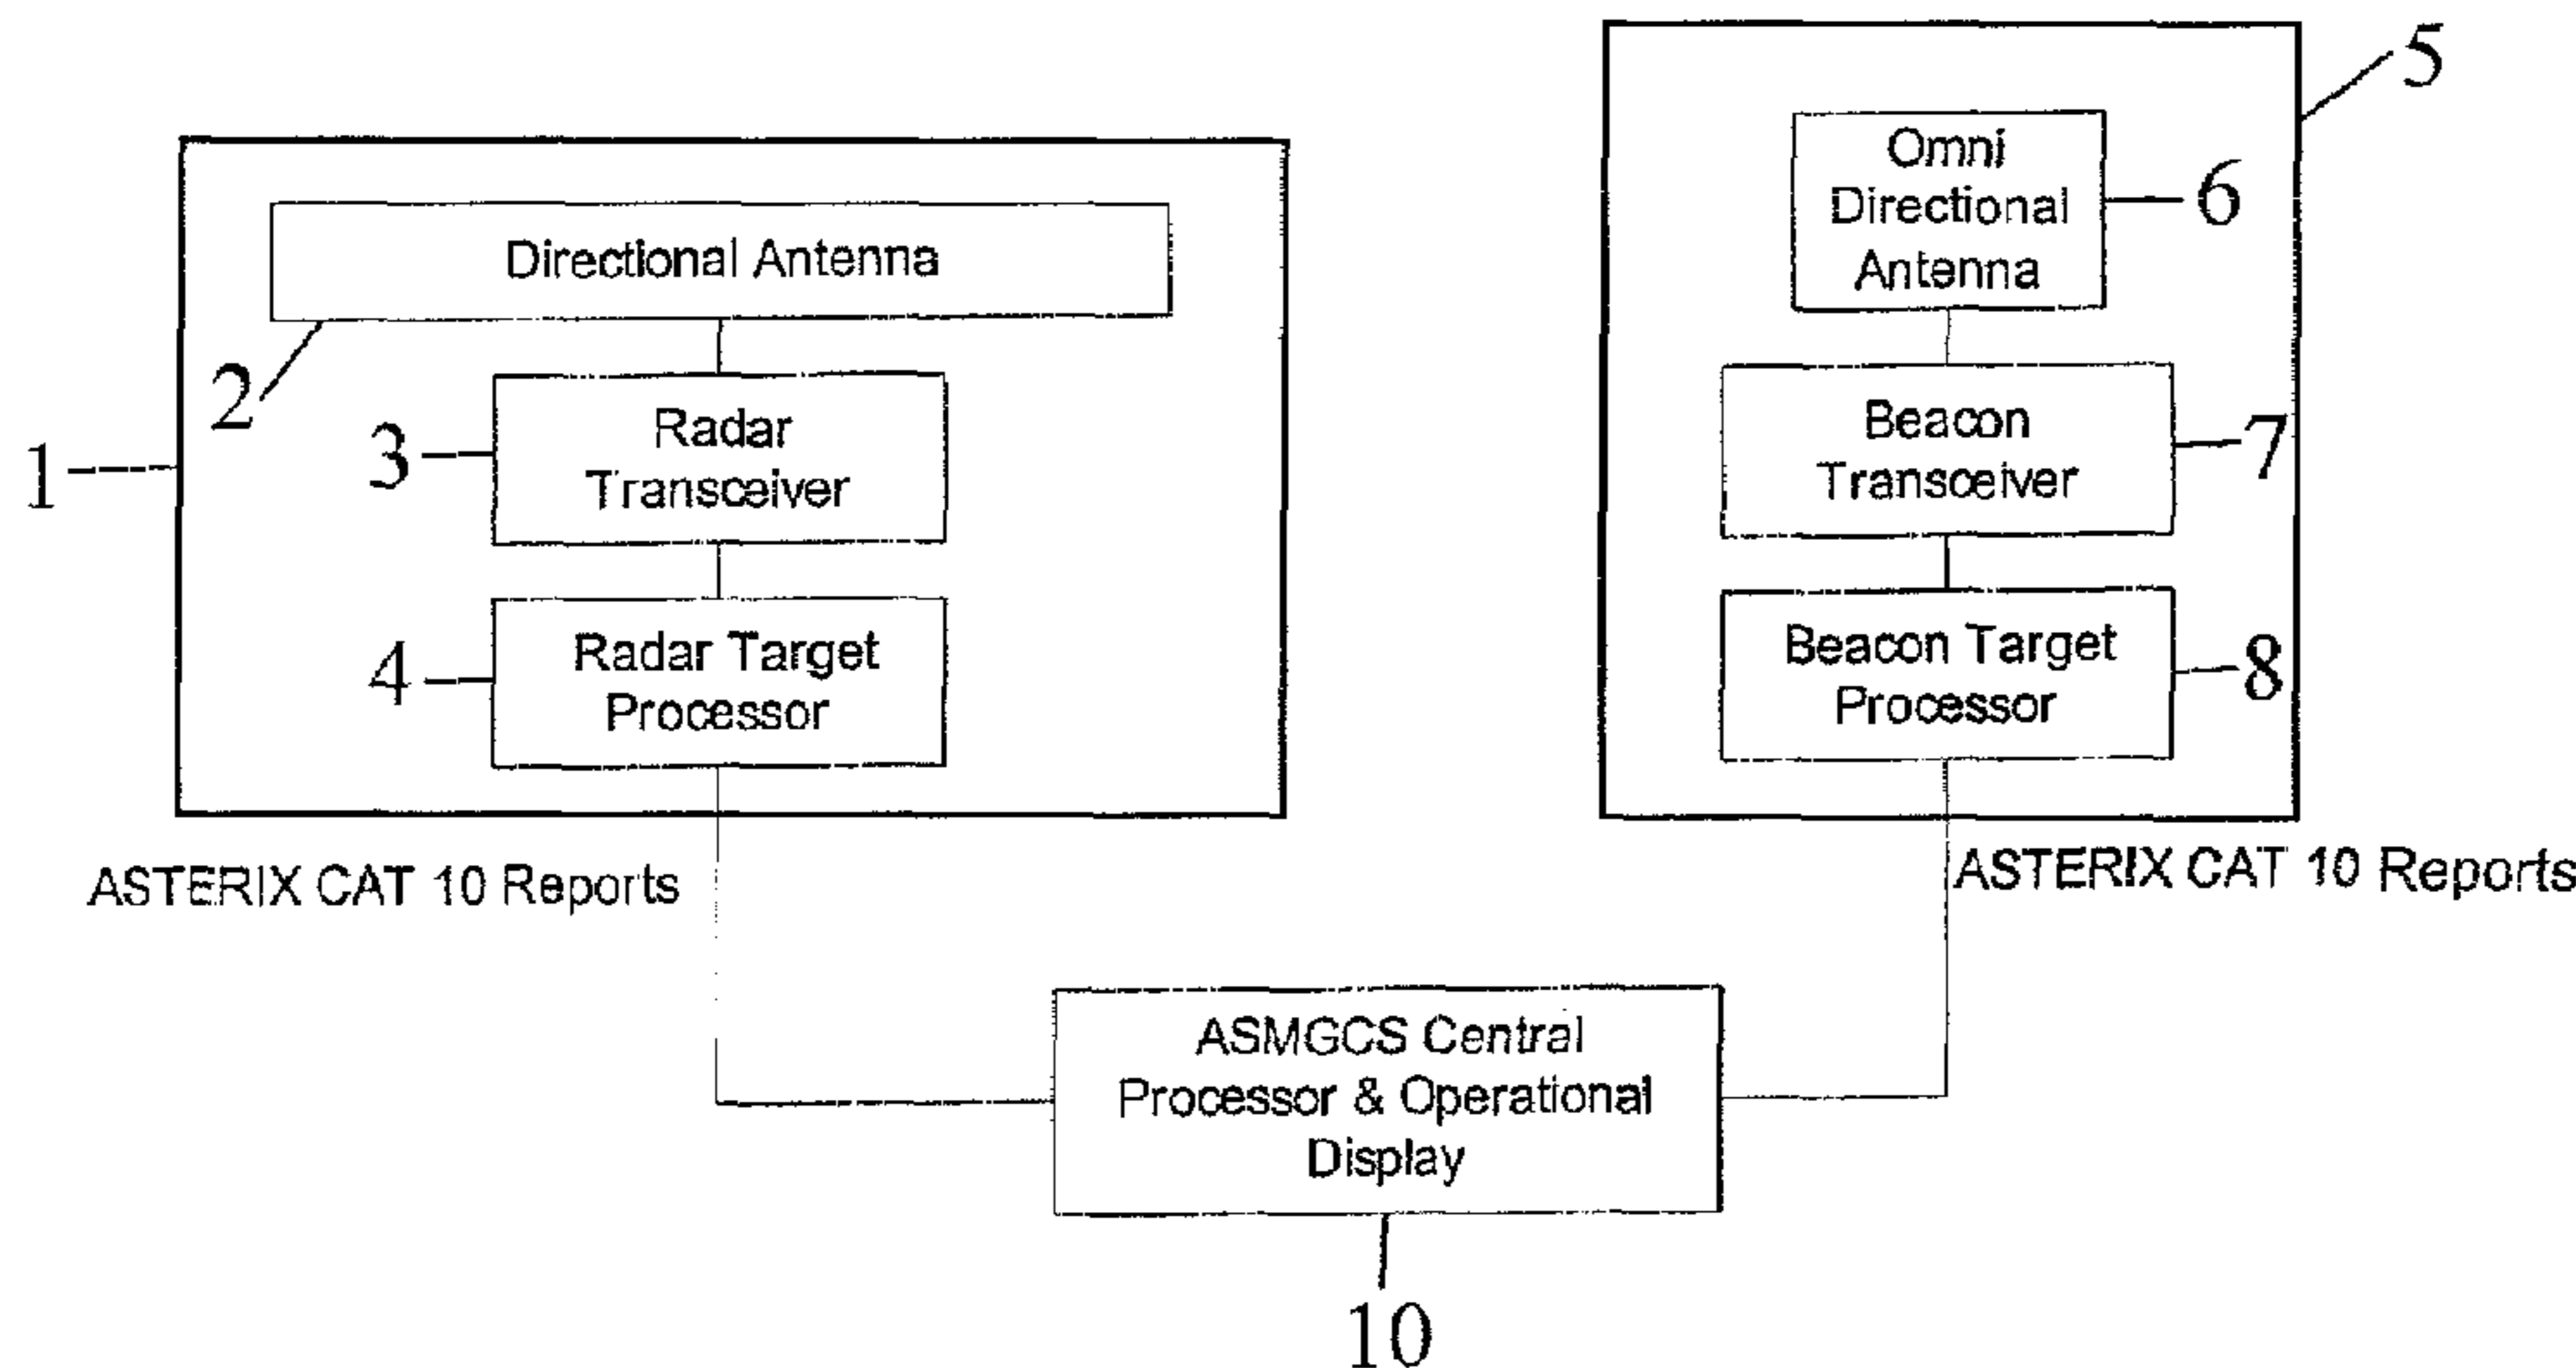 1
Directional Antenna
2
3
Radar
Transceiver
4
Radar Target
Processor
ASTERIX CAT 10 Reports
5
Omni
Directional
Antenna
6
Beacon
Transceiver
7
Beacon Target
Processor
8
ASTERIX CAT 10 Reports
ASMGCS Central
Processor & Operational
Display
10